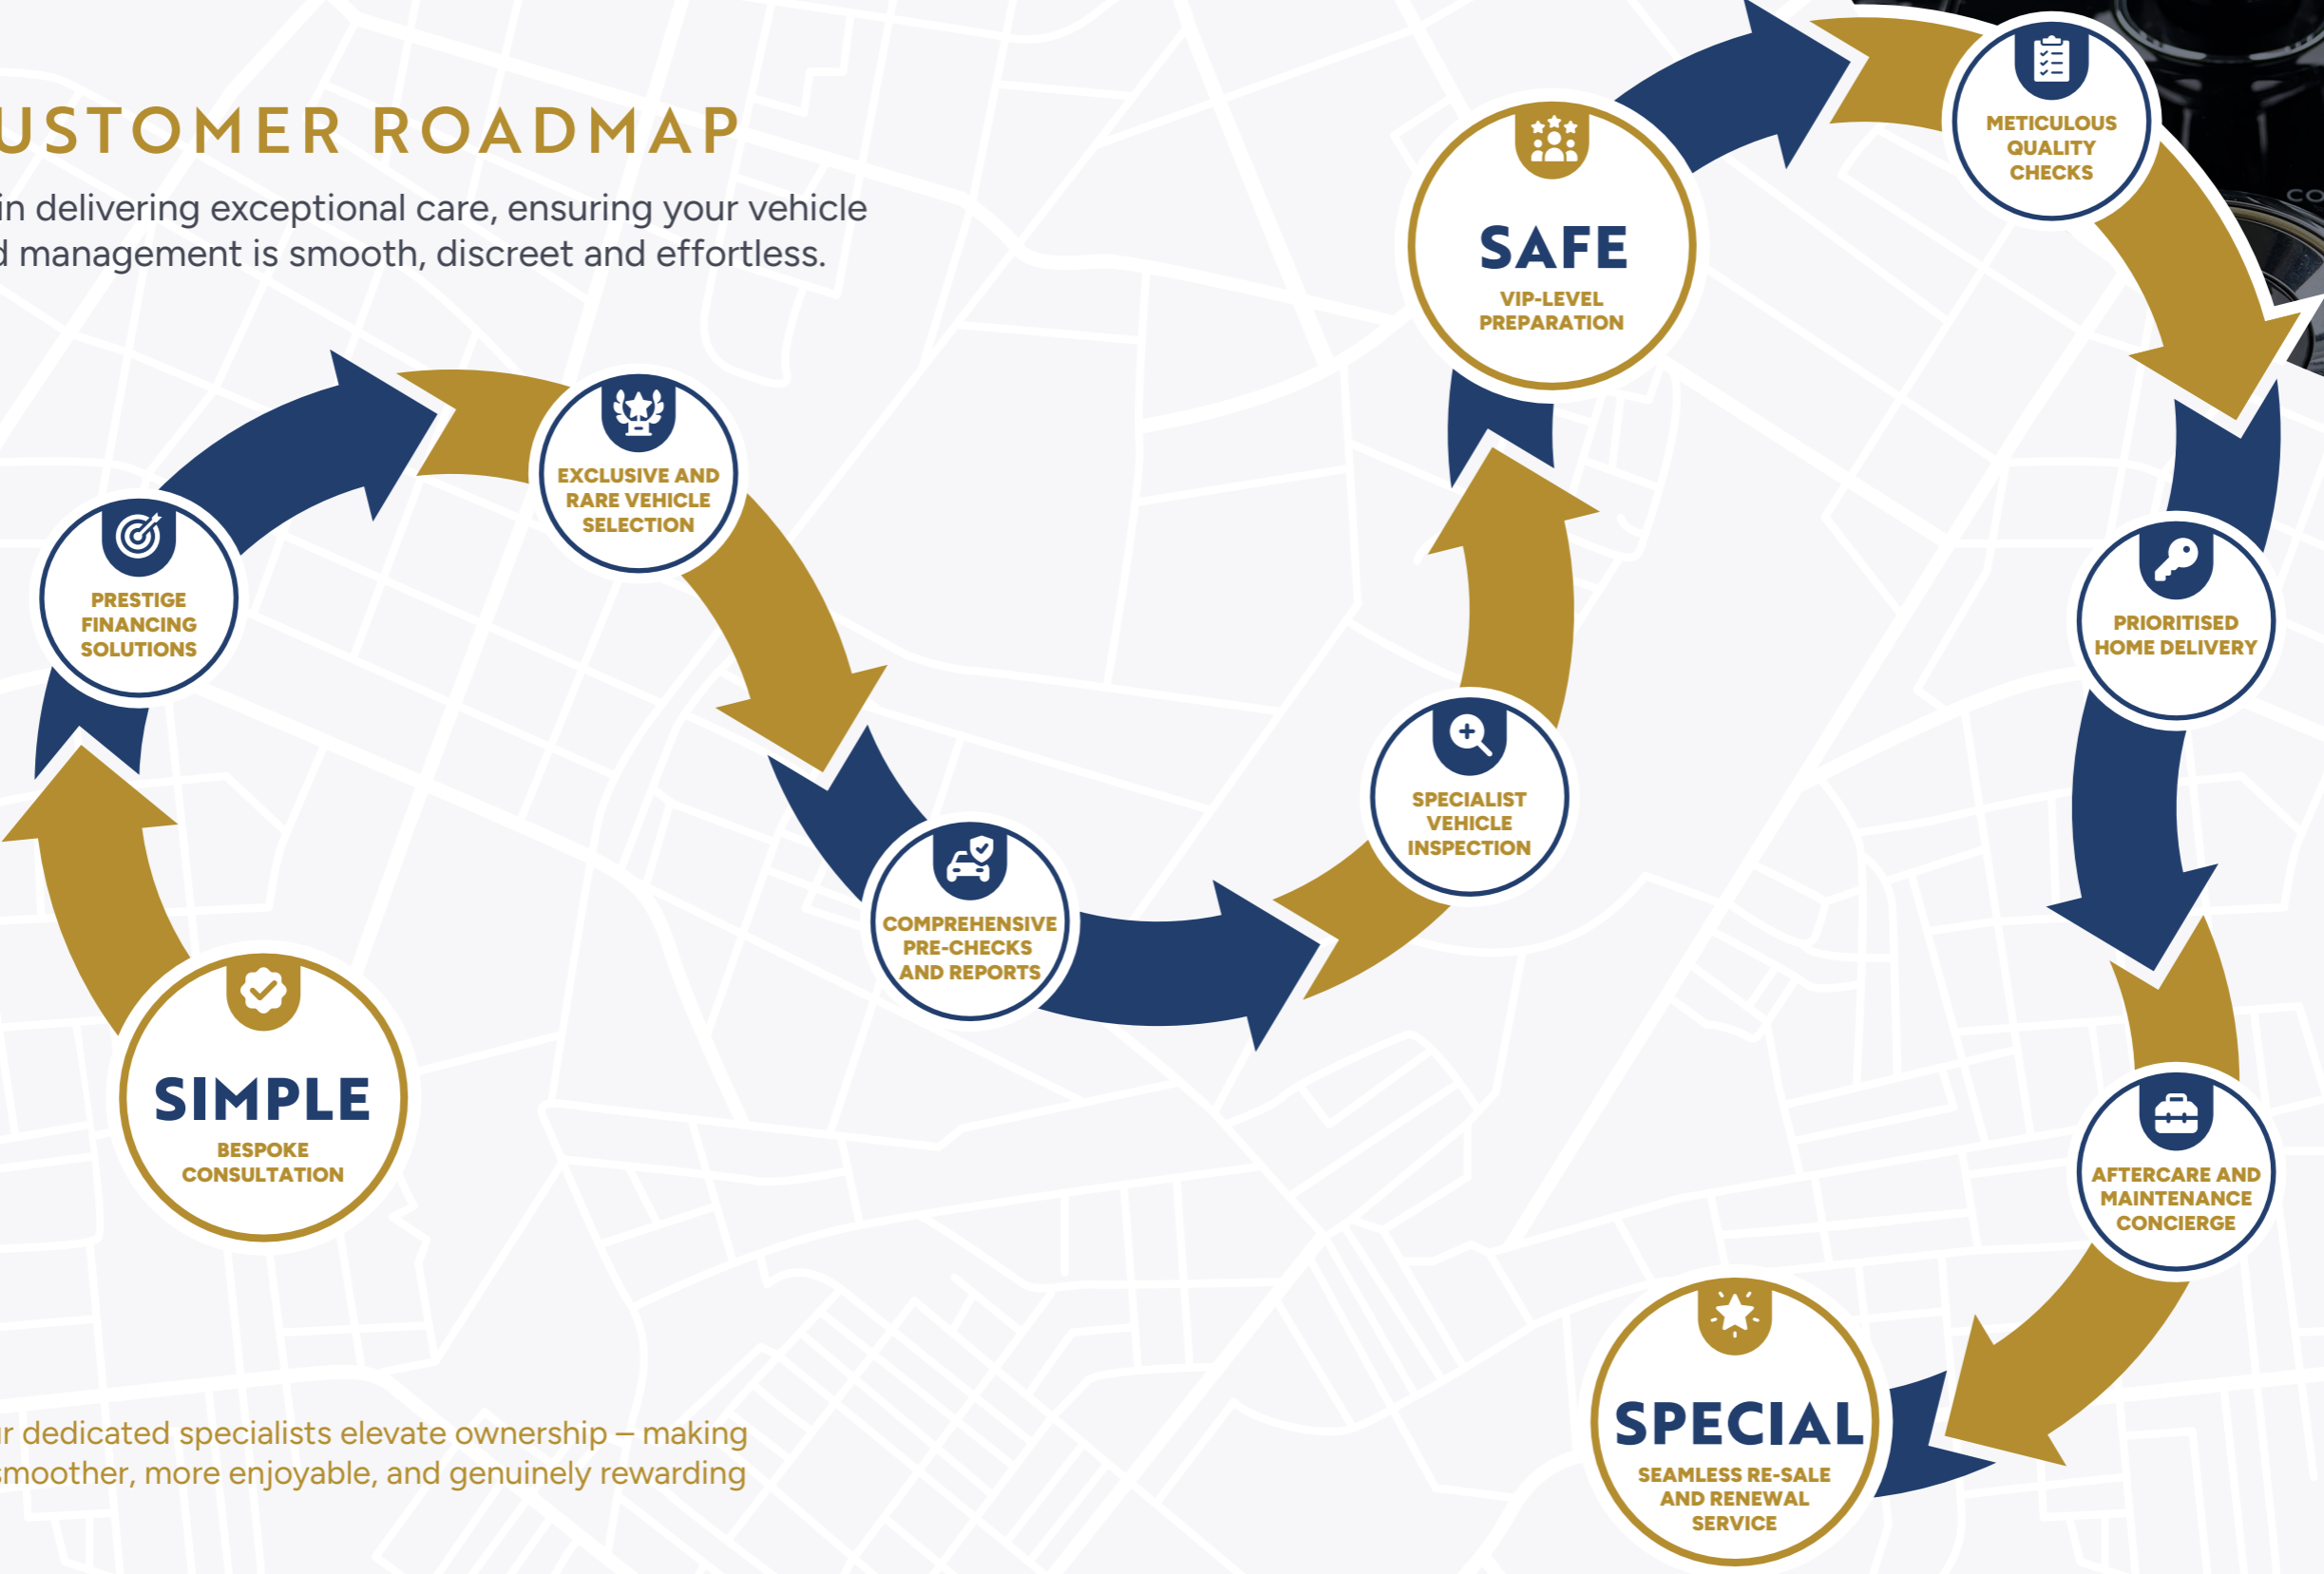 USTOMER ROADMAP
in delivering exceptional care, ensuring your vehicle
d management is smooth, discreet and effortless.
SIMPLE
BESPOKE
CONSULTATION
PRESTIGE
FINANCING
SOLUTIONS
EXCLUSIVE AND
RARE VEHICLE
SELECTION
COMPREHENSIVE
PRE-CHECKS
AND REPORTS
SPECIALIST
VEHICLE
INSPECTION
SAFE
VIP-LEVEL
PREPARATION
METICULOUS
QUALITY
CHECKS
PRIORITISED
HOME DELIVERY
AFTERCARE AND
MAINTENANCE
CONCIERGE
SPECIAL
SEAMLESS RE-SALE
AND RENEWAL
SERVICE
r dedicated specialists elevate ownership – making
smoother, more enjoyable, and genuinely rewarding